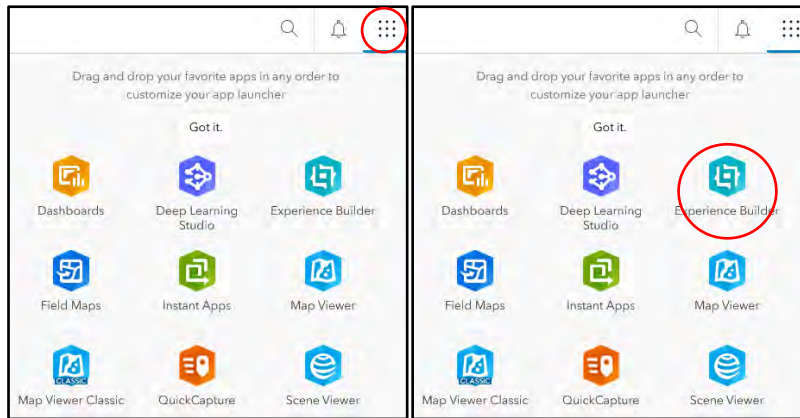 Drag and drop your favorite apps in any order to
customize your app launcher
Got it.
Dashboards
Deep Learning
Studio
Experience Builder
Field Maps
Instant Apps
Map Viewer
CLASSIC
Map Viewer Classic
QuickCapture
Scene Viewer
Drag and drop your favorite apps in any order to
customize your app launcher
Got it.
Dashboards
Deep Learning
Studio
Experience Builder
Field Maps
Instant Apps
Map Viewer
CLASSIC
Map Viewer Classic
QuickCapture
Scene Viewer